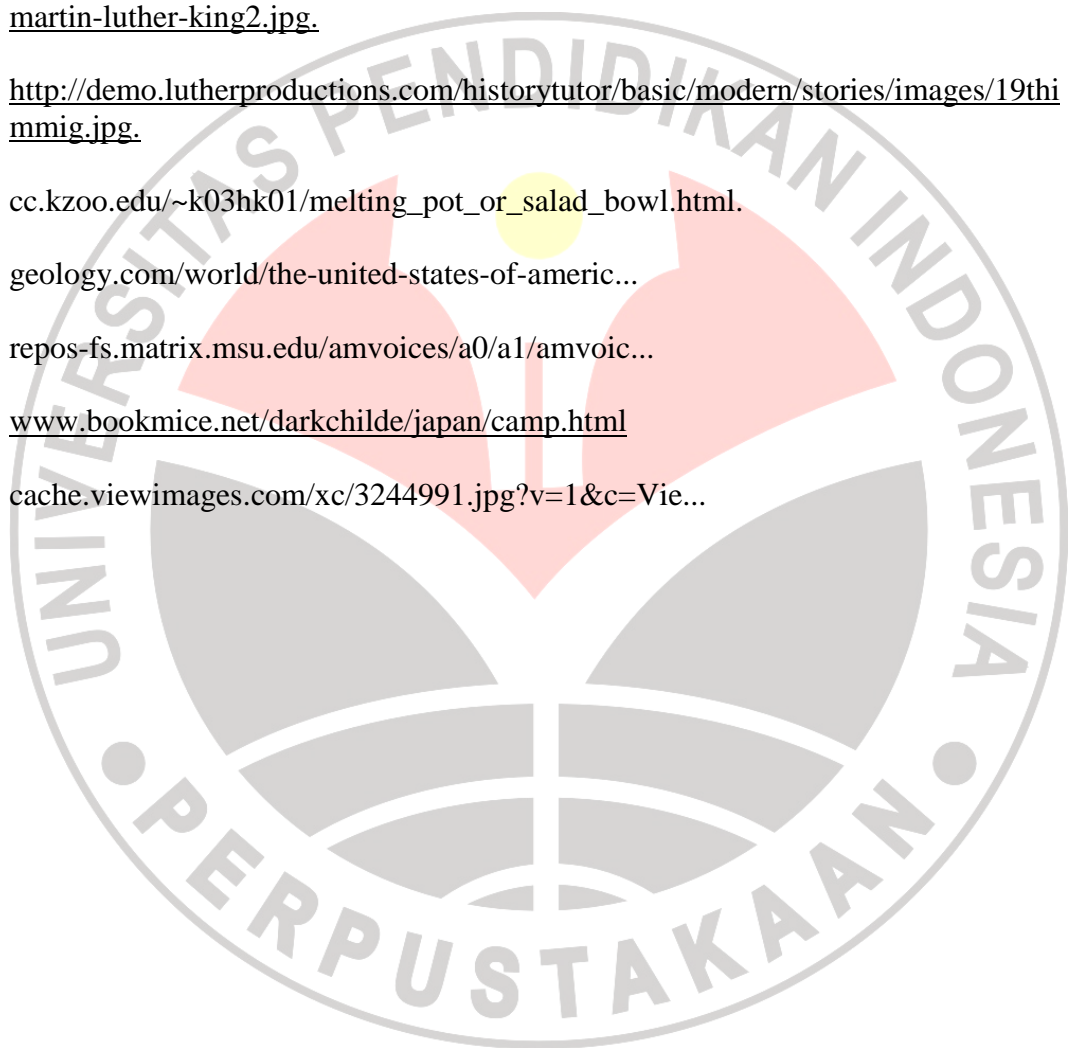 martin-luther-king2.jpg.
http://demo.lutherproductions.com/historytutor/basic/modern/stories/images/19thi
mmig.jpg.
cc.kzoo.edu/~k03hk01/melting_pot_or_salad_bowl.html.
geology.com/world/the-united-states-of-americ...
repos-fs.matrix.msu.edu/amvoices/a0/a1/amvoic...
www.bookmice.net/darkchilde/japan/camp.html
cache.viewimages.com/xc/3244991.jpg?v=1&c=Vie...
UNIVERSITAS PENDIDIKAN INDONESIA
PERPUSTAKAAN